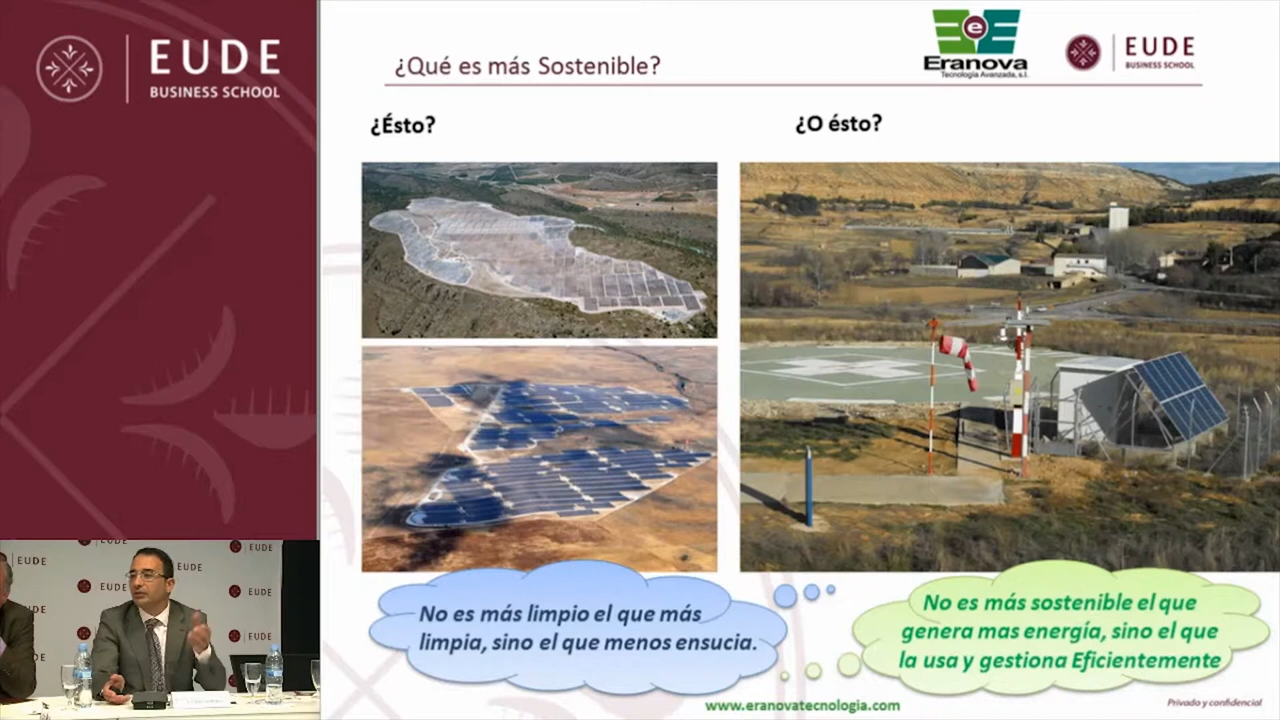 EUDE
BUSINESS SCHOOL
¿Qué es más Sostenible?
Eranova
Tecnología Avanzada, s.l.
EUDE
BUSINESS SCHOOL
¿Ésto?
¿O ésto?
No es más limpio el que más
limpia, sino el que menos ensucia.
No es más sostenible el que
genera mas energía, sino el que
la usa y gestiona Eficientemente
www.eranovatecnologia.com
Privado y confidencial
EUDE
EUDE
EUDE
EUDE
EUDE
EUDE